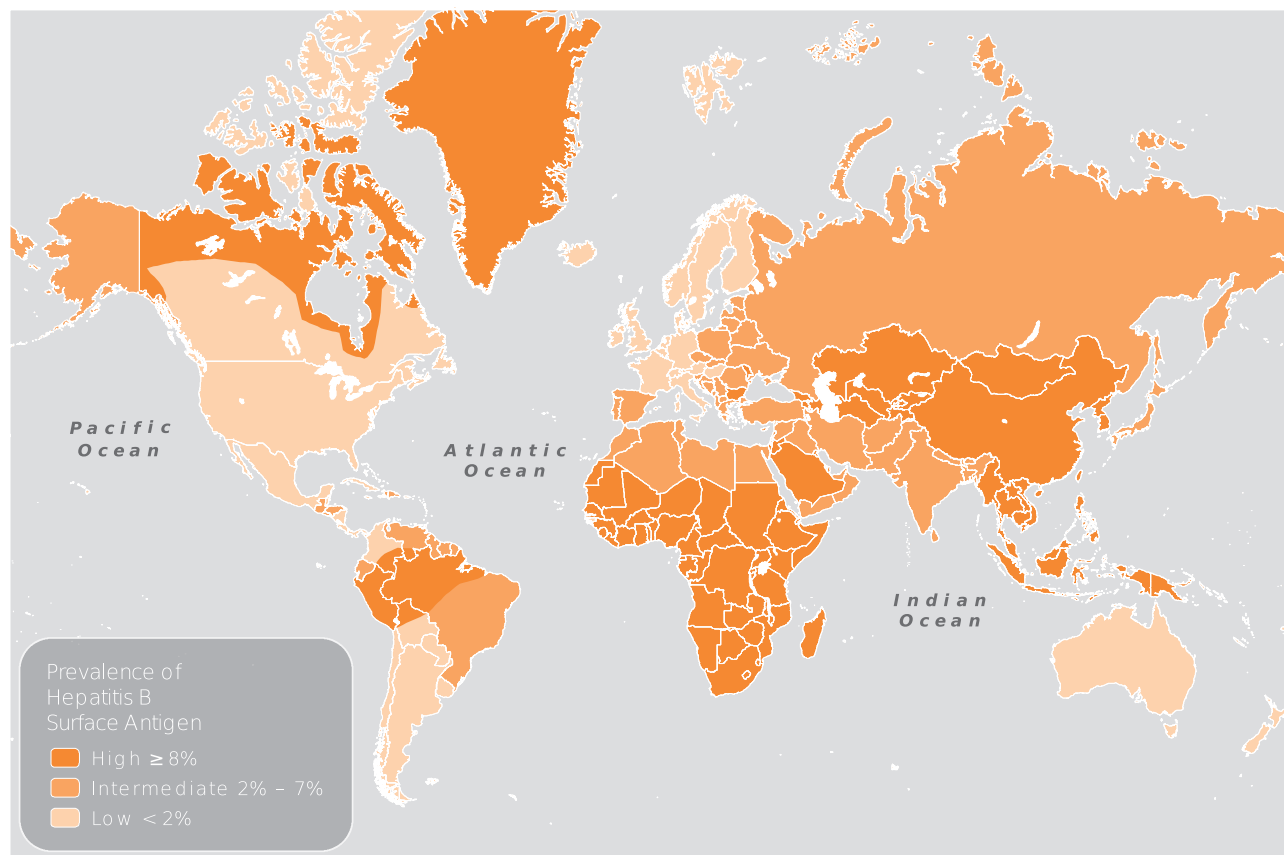 Pacific
Ocean
Atlantic
Ocean
Indian
Ocean
Prevalence of
Hepatitis B
Surface Antigen
High ≥ 8%
Intermediate 2% – 7%
Low < 2%